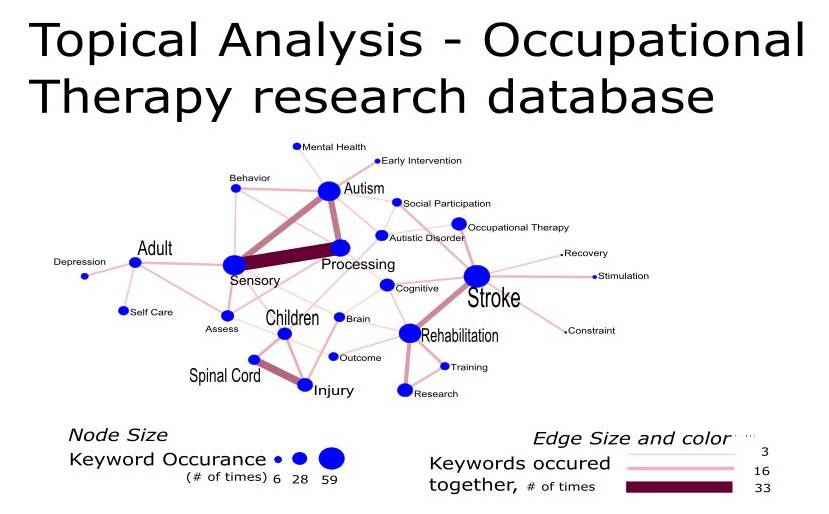 Topical Analysis - Occupational
Therapy research database
Mental Health
Early Intervention
Behavior
Autism
Social Participation
Occupational Therapy
Autistic Disorder
Adult
Processing
Recovery
Depression
Sensory
Stimulation
Cognitive
Stroke
Self Care
Children
Brain
Assess
Constraint
Rehabilitation
Outcome
Spinal Cord
Training
Injury
Research
Node Size
Keyword Occurance
(# of times)
6 28 59
Edge Size and color
Keywords occured
together, # of times
3
16
33